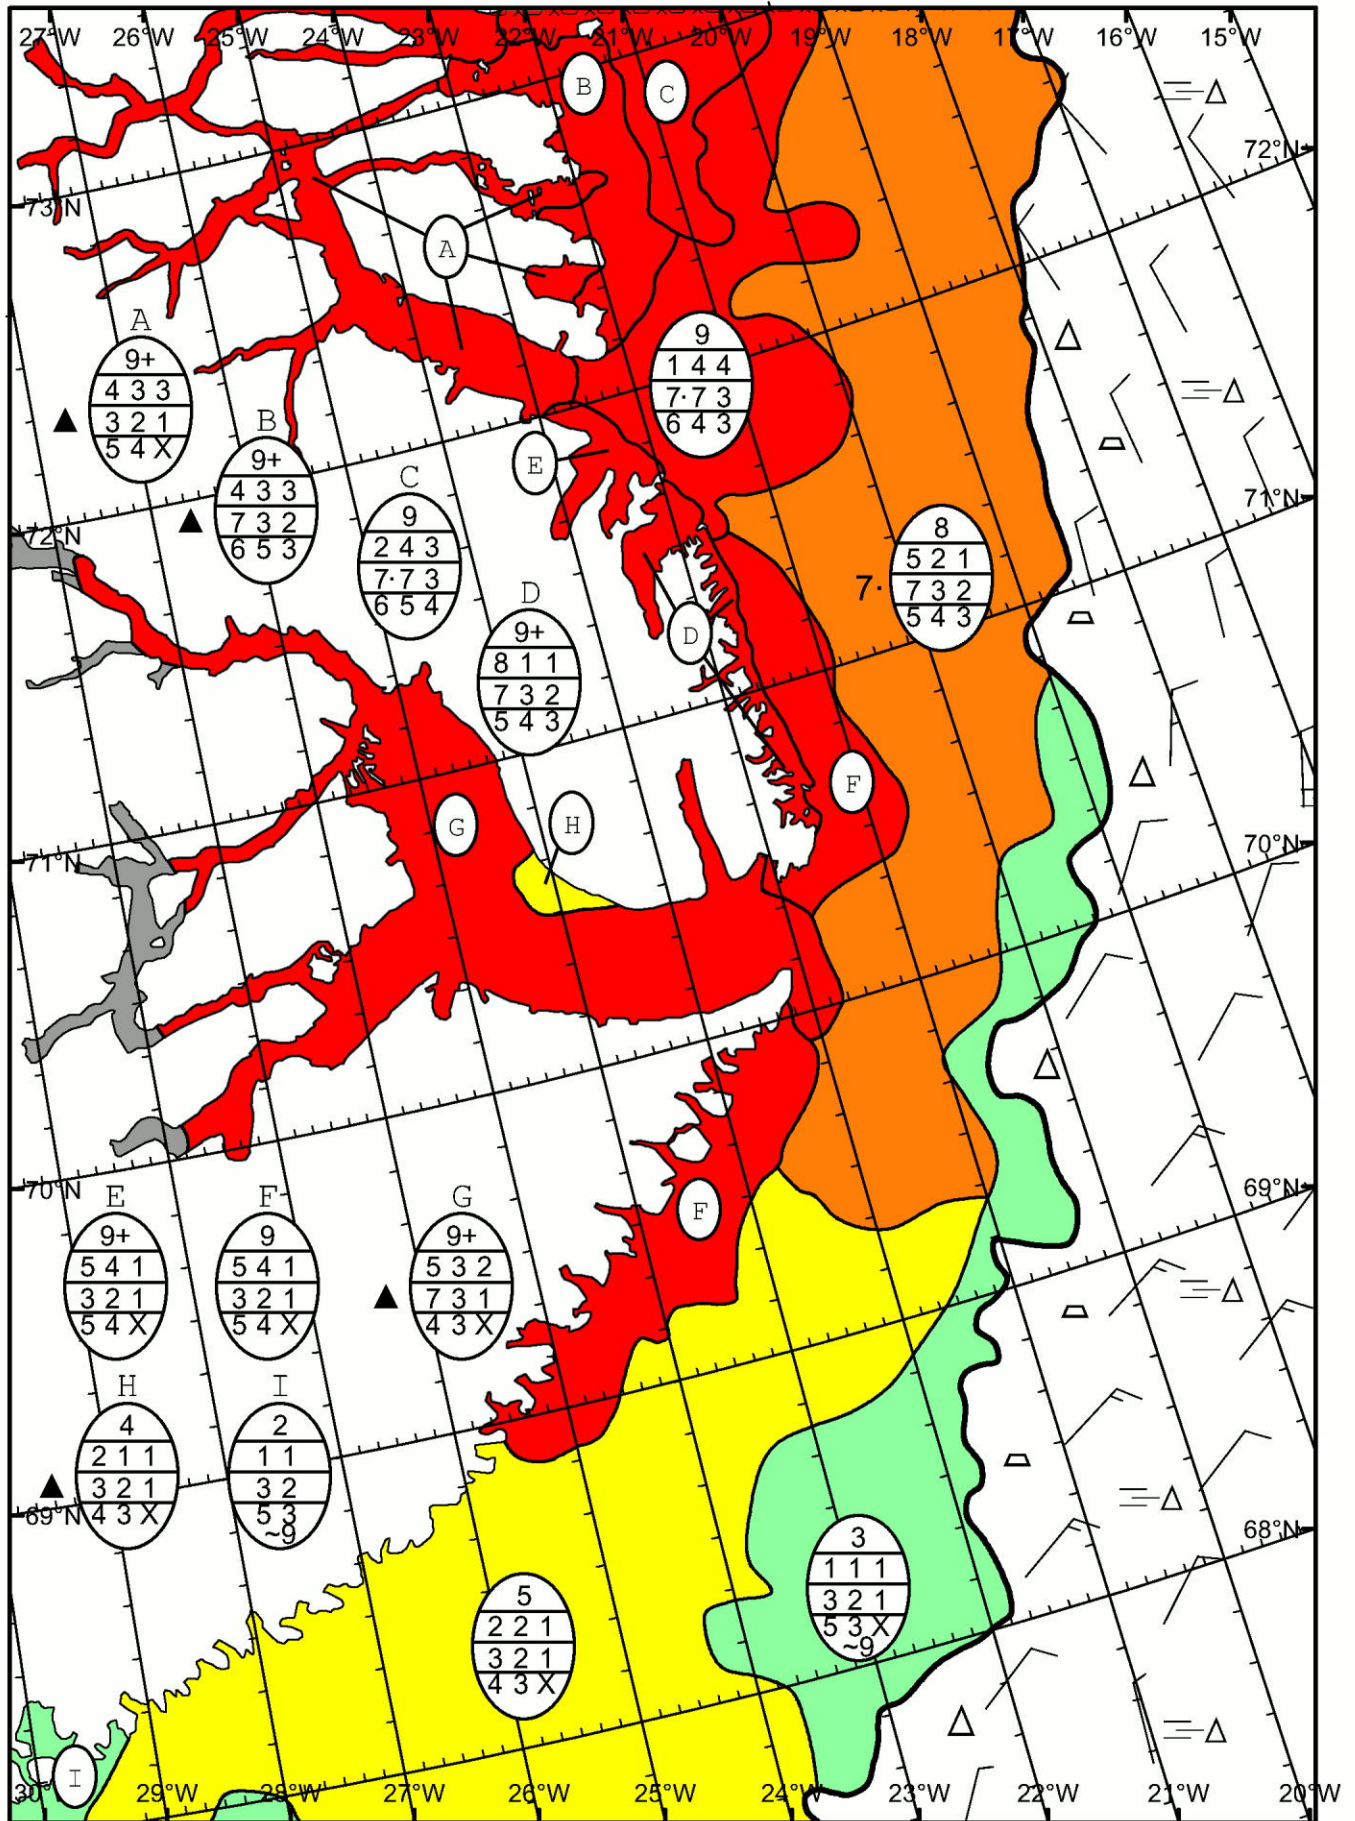 27°W 26°W 25°W 24°W 23°W 22°W 21°W 20°W 19°W 18°W 17°W 16°W 15°W
B C
72°N
73°N
A
A
9+
4 3 3
3 2 1
5 4 X
B
9+
4 3 3
7 3 2
6 5 3
C
9
2 4 3
7·7 3
6 5 4
D
9+
8 1 1
7 3 2
5 4 3
9
1 4 4
7·7 3
6 4 3
E
71°N
72°N
8
5 2 1
7· 7 3 2
5 4 3
D
F
G H
70°N
71°N
70°N
69°N
F
E
9+
5 4 1
3 2 1
5 4 X
F
9
5 4 1
3 2 1
5 4 X
G
9+
5 3 2
7 3 1
4 3 X
H
4
2 1 1
3 2 1
4 3 X
I
2
1 1
3 2
5 3
~9
69°N
68°N
5
2 2 1
3 2 1
4 3 X
3
1 1 1
3 2 1
5 3 X
~9
I
30°W 29°W 28°W 27°W 26°W 25°W 24°W 23°W 22°W 21°W 20°W